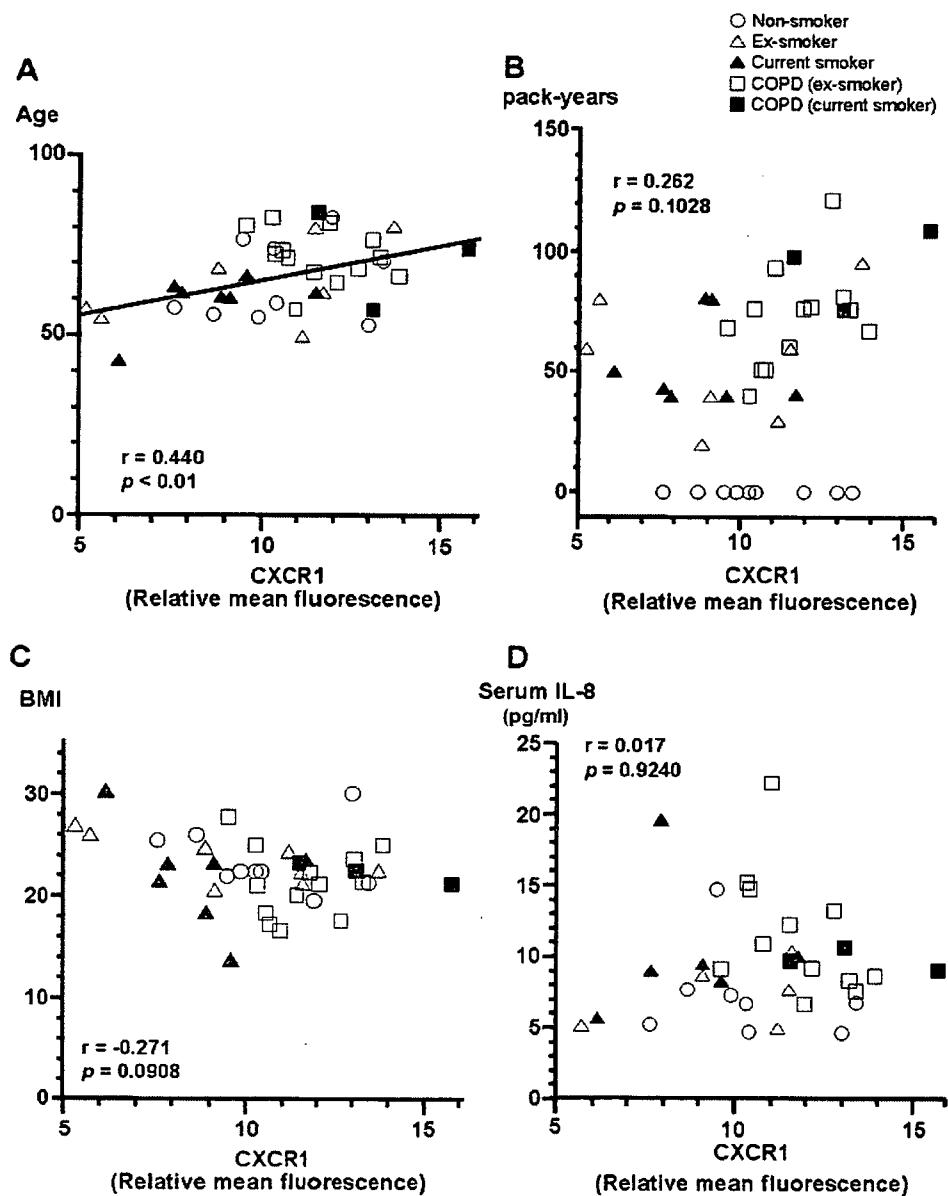 Non-smoker
Ex-smoker
Current smoker
COPD (ex-smoker)
COPD (current smoker)
A
Age
100
50
0
r = 0.440
p < 0.01
5 10 15
CXCR1
(Relative mean fluorescence)
B
pack-years
150
100
50
0
r = 0.262
p = 0.1028
5 10 15
CXCR1
(Relative mean fluorescence)
C
BMI
30
20
10
0
r = -0.271
p = 0.0908
5 10 15
CXCR1
(Relative mean fluorescence)
D
Serum IL-8
(pg/ml)
25
20
15
10
5
0
r = 0.017
p = 0.9240
5 10 15
CXCR1
(Relative mean fluorescence)